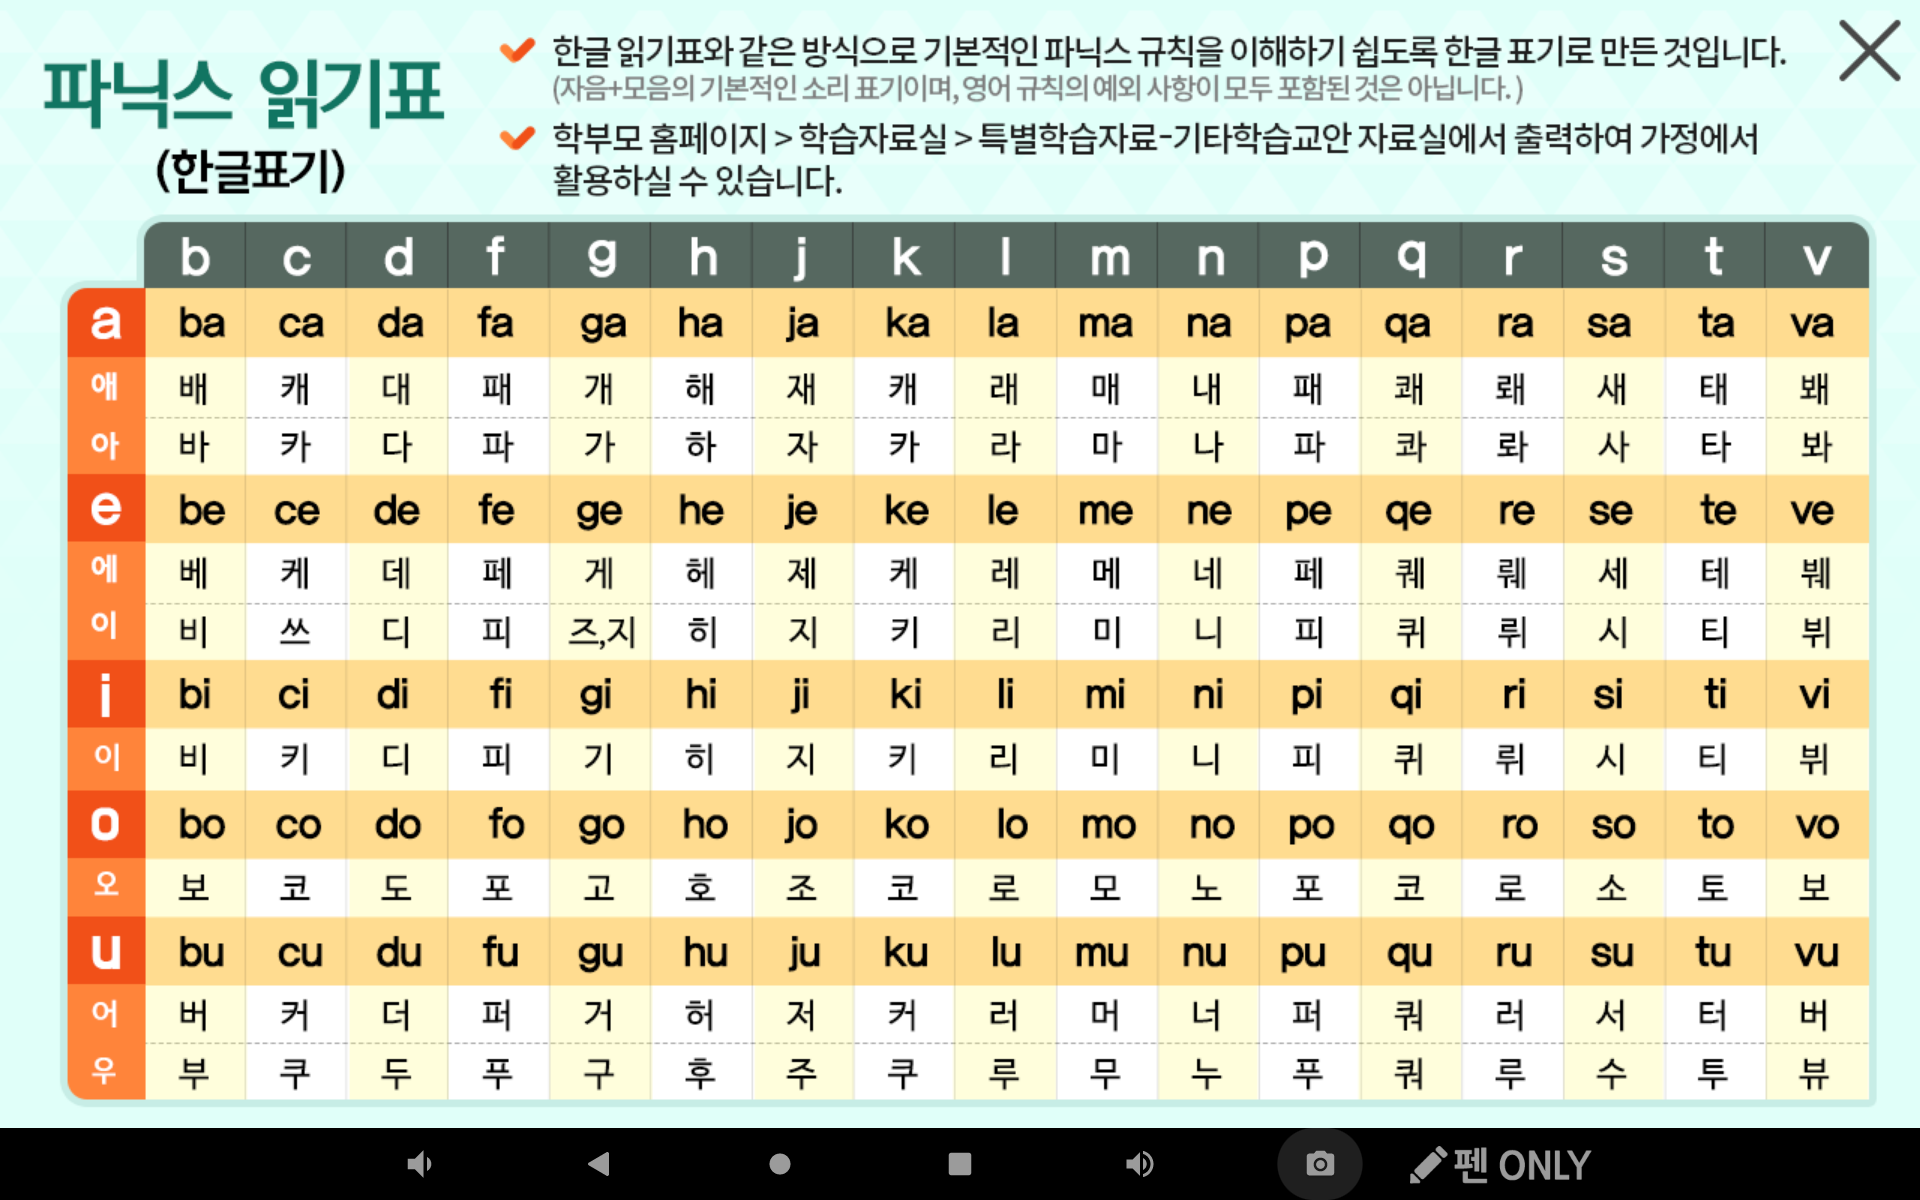 파닉스 읽기표
(한글표기)
한글 읽기표와 같은 방식으로 기본적인 파닉스 규칙을 이해하기 쉽도록 한글 표기로 만든 것입니다.
(자음+모음의 기본적인 소리 표기이며, 영어 규칙의 예외 사항이 모두 포함된 것은 아닙니다. )
학부모 홈페이지 > 학습자료실 > 특별학습자료-기타학습교안 자료실에서 출력하여 가정에서
활용하실 수 있습니다.
b c d f g h j k l m n p q r s t v
a ba ca da fa ga ha ja ka la ma na pa qa ra sa ta va
애 배 캐 대 패 개 해 재 캐 래 매 내 패 쾌 뢔 새 태 봬
아 바 카 다 파 가 하 자 카 라 마 나 파 콰 롸 사 타 봐
e be ce de fe ge he je ke le me ne pe qe re se te ve
에 베 케 데 페 게 헤 제 케 레 메 네 페 퀘 뤠 세 테 붸
이 비 쓰 디 피 즈,지 히 지 키 리 미 니 피 퀴 뤼 시 티 뷔
i bi ci di fi gi hi ji ki li mi ni pi qi ri si ti vi
이 비 키 디 피 기 히 지 키 리 미 니 피 퀴 뤼 시 티 뷔
o bo co do fo go ho jo ko lo mo no po qo ro so to vo
오 보 코 도 포 고 호 조 코 로 모 노 포 코 로 소 토 보
u bu cu du fu gu hu ju ku lu mu nu pu qu ru su tu vu
어 버 커 더 퍼 거 허 저 커 러 머 너 퍼 쿼 러 서 터 버
우 부 쿠 두 푸 구 후 주 쿠 루 무 누 푸 쿼 루 수 투 뷰
펜 ONLY